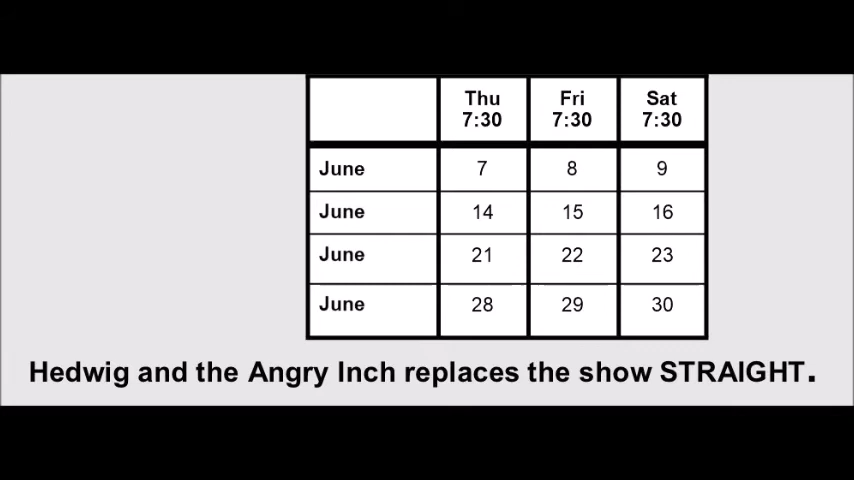 Thu Fri Sat
7:30 7:30 7:30
June 7 8 9
June 14 15 16
June 21 22 23
June 28 29 30
Hedwig and the Angry Inch replaces the show STRAIGHT.